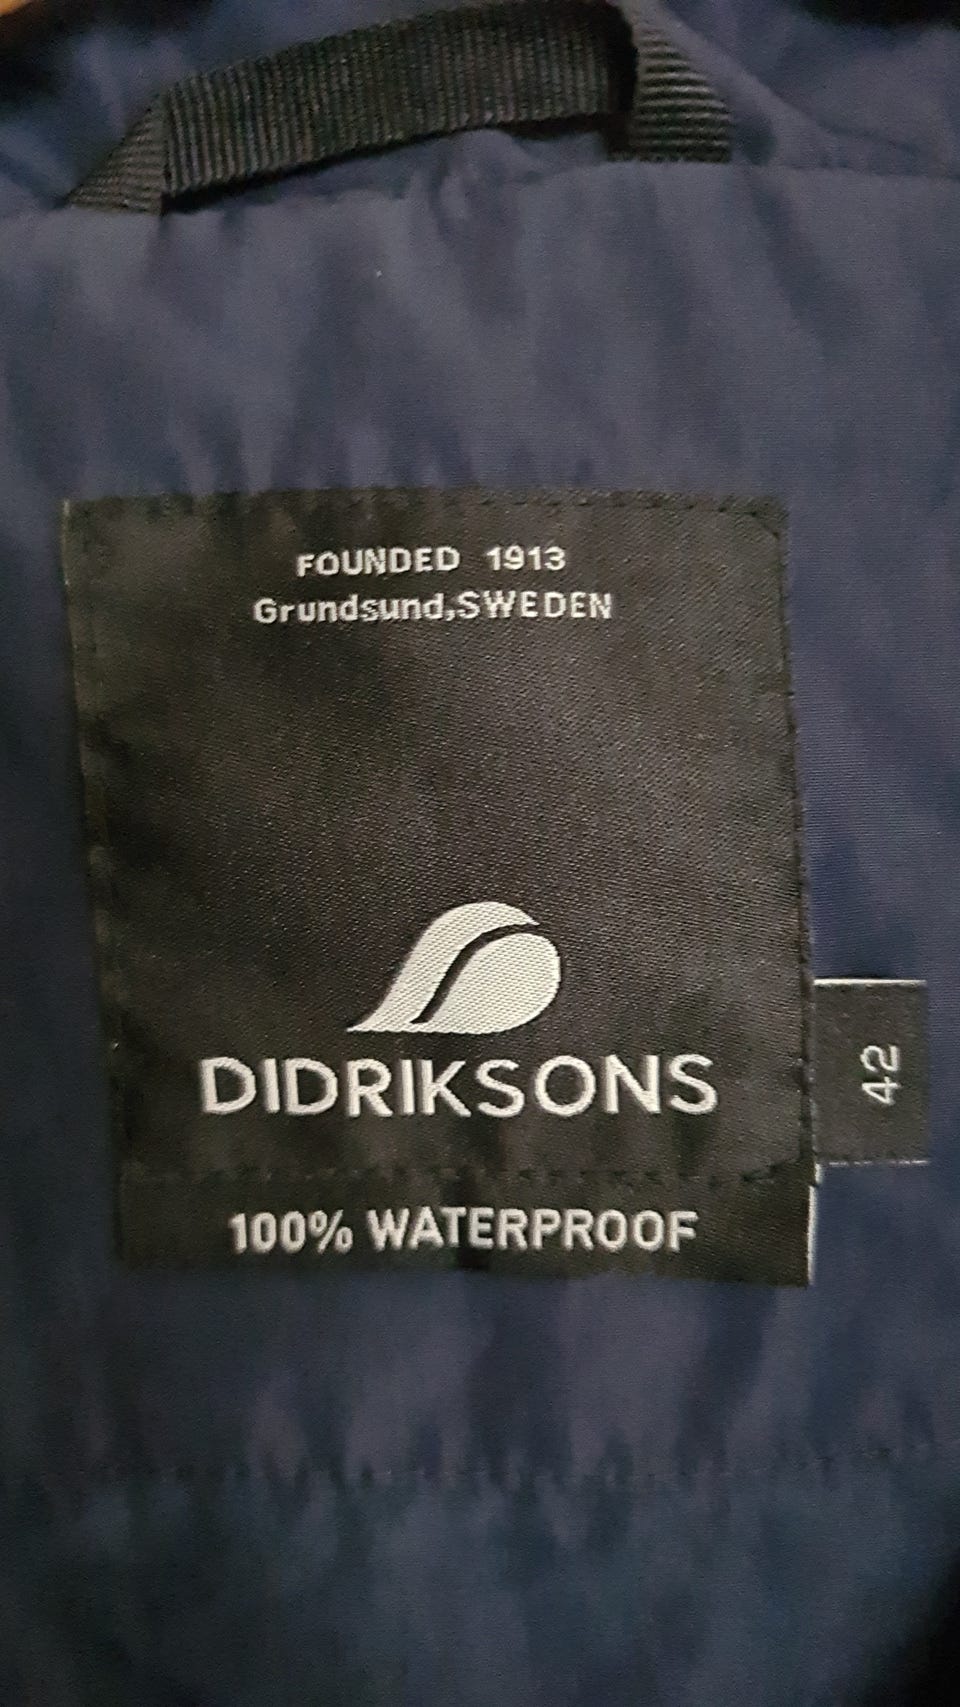 FOUNDED 1913
Grundsund,SWEDEN
DIDRIKSONS
42
100% WATERPROOF